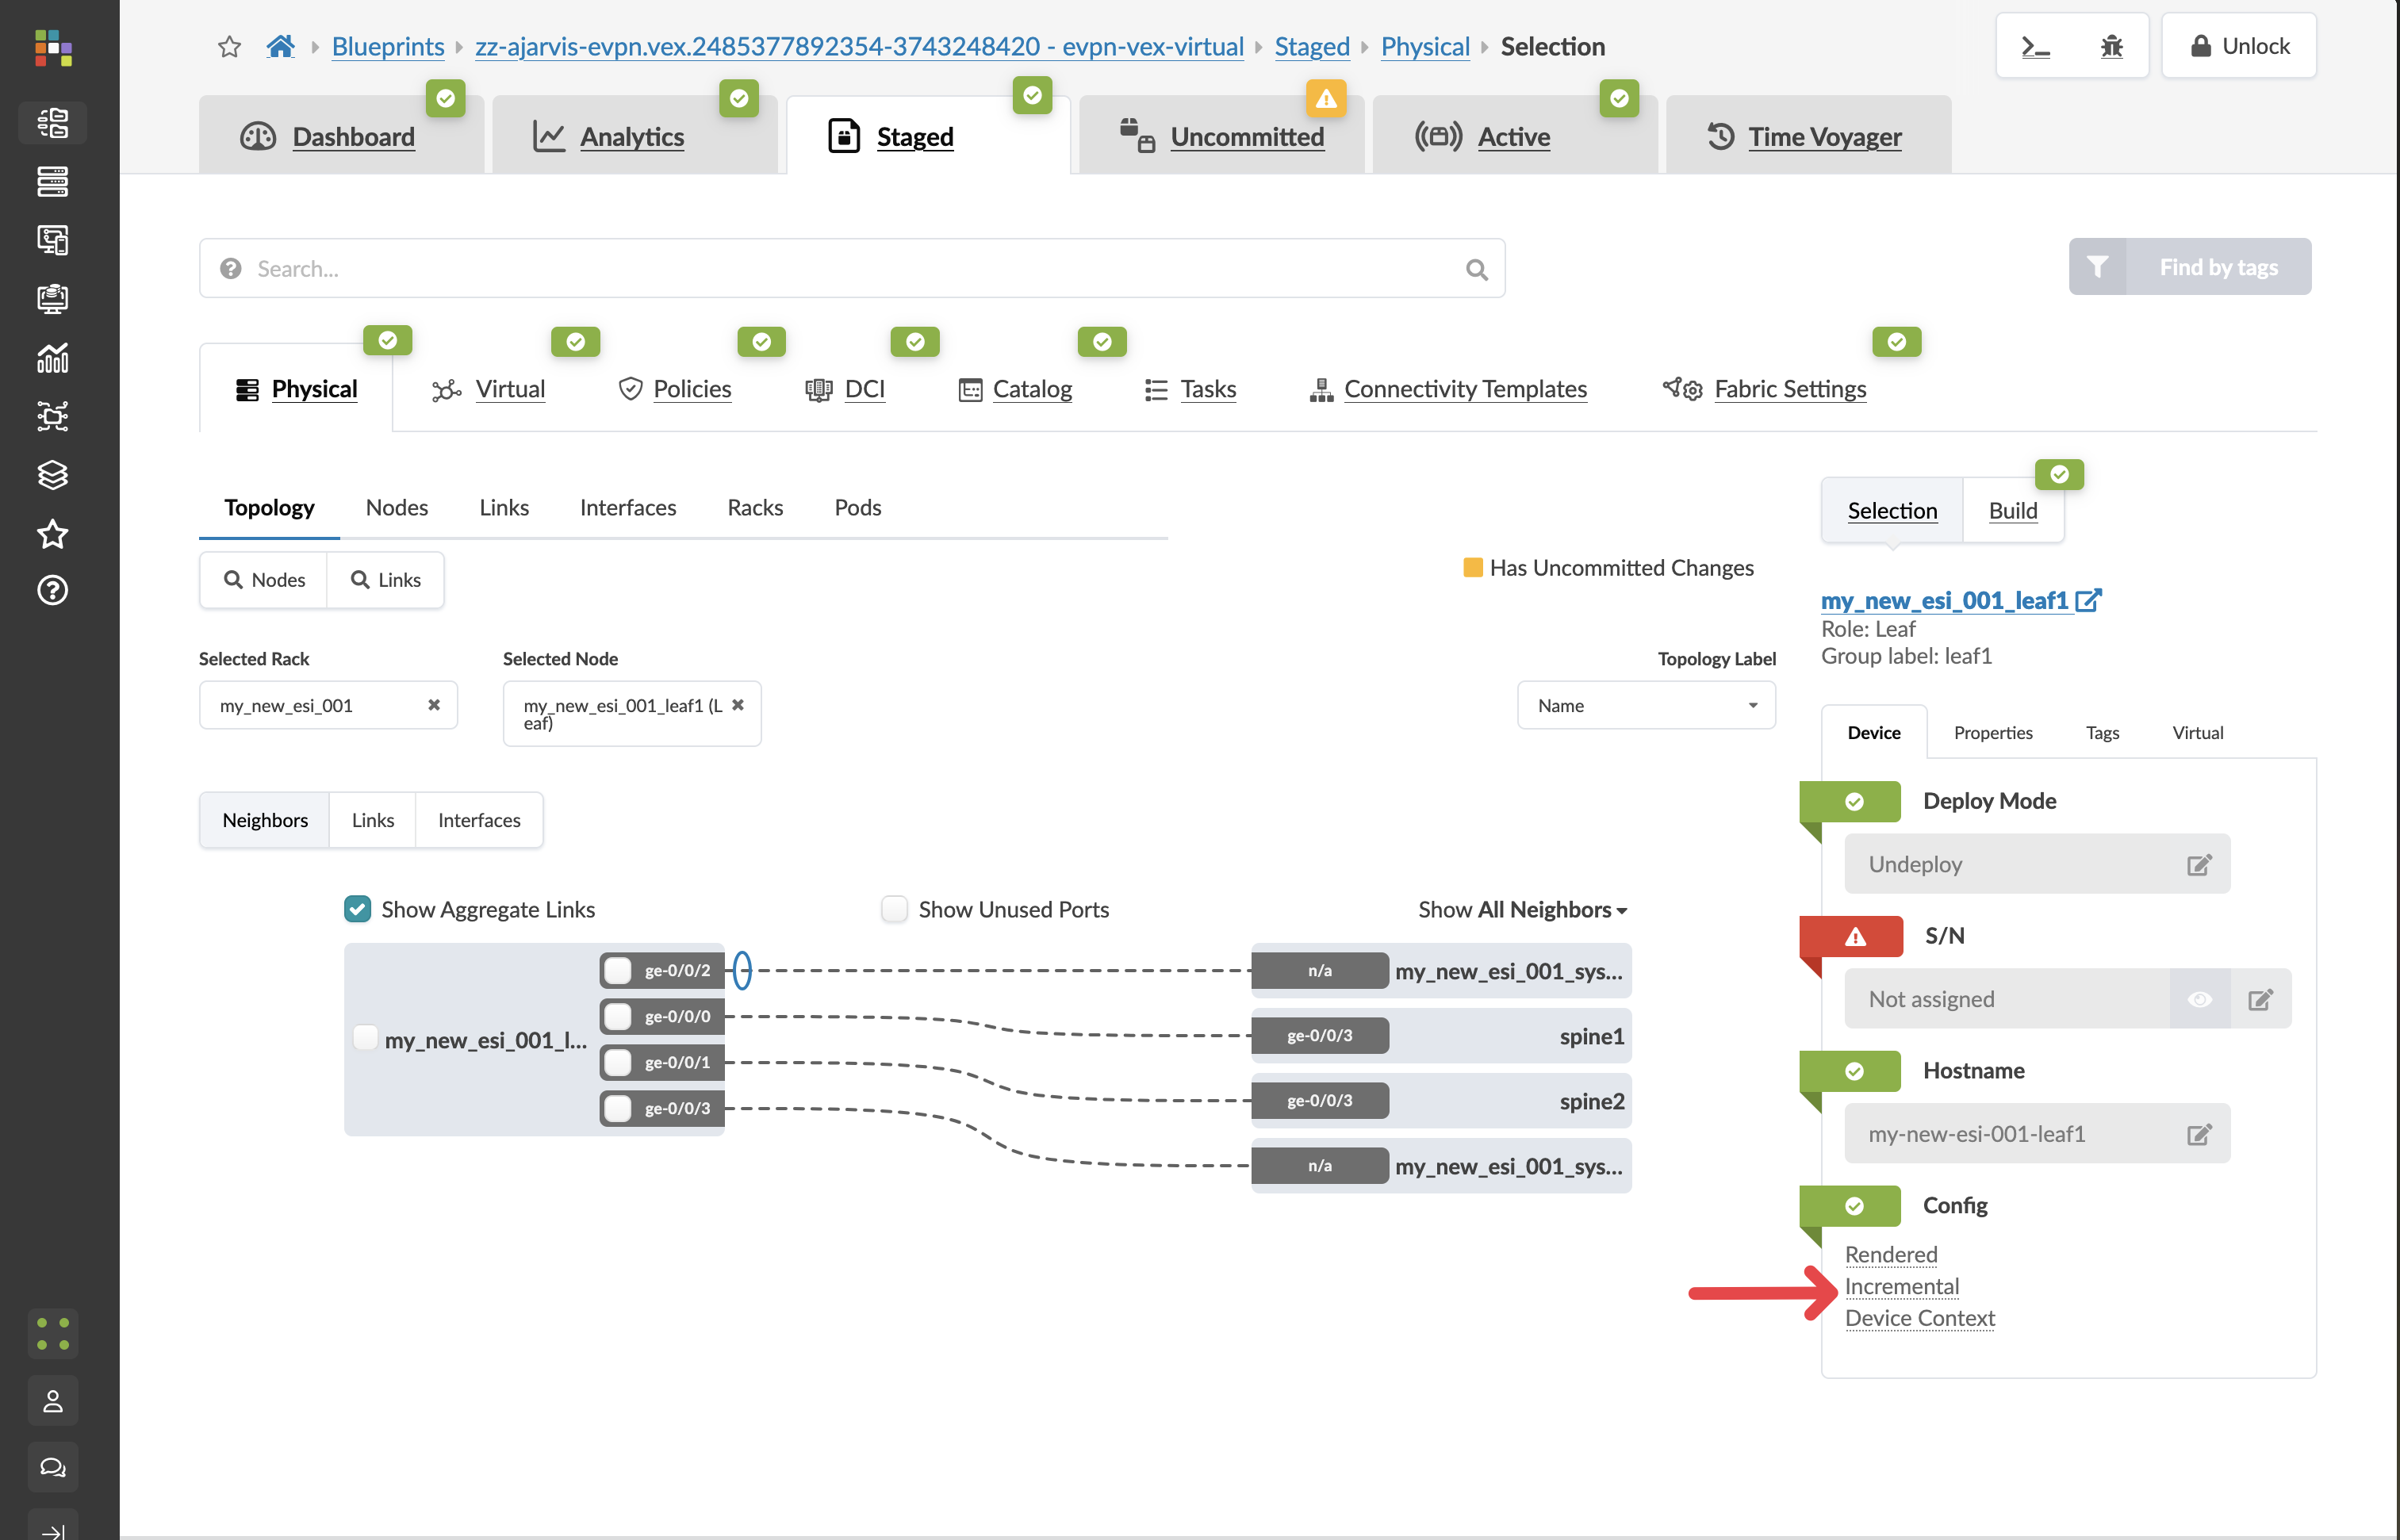 Blueprints zz-ajarvis-evpn.vex.2485377892354-3743248420 - evpn-vex-virtual Staged Physical Selection
Unlock
Dashboard
Analytics
Staged
Uncommitted
Active
Time Voyager
Search...
Find by tags
Physical
Virtual
Policies
DCI
Catalog
Tasks
Connectivity Templates
Fabric Settings
Topology
Nodes
Links
Interfaces
Racks
Pods
Nodes
Links
Has Uncommitted Changes
Selected Rack
my_new_esi_001
Selected Node
my_new_esi_001_leaf1 (L
eaf)
Topology Label
Name
Neighbors
Links
Interfaces
Show Aggregate Links
Show Unused Ports
Show All Neighbors
my_new_esi_001_l...
ge-0/0/2
ge-0/0/0
ge-0/0/1
ge-0/0/3
n/a my_new_esi_001_sys...
ge-0/0/3 spine1
ge-0/0/3 spine2
n/a my_new_esi_001_sys...
Selection
Build
my_new_esi_001_leaf1
Role: Leaf
Group label: leaf1
Device
Properties
Tags
Virtual
Deploy Mode
Undeploy
S/N
Not assigned
Hostname
my-new-esi-001-leaf1
Config
Rendered
Incremental
Device Context